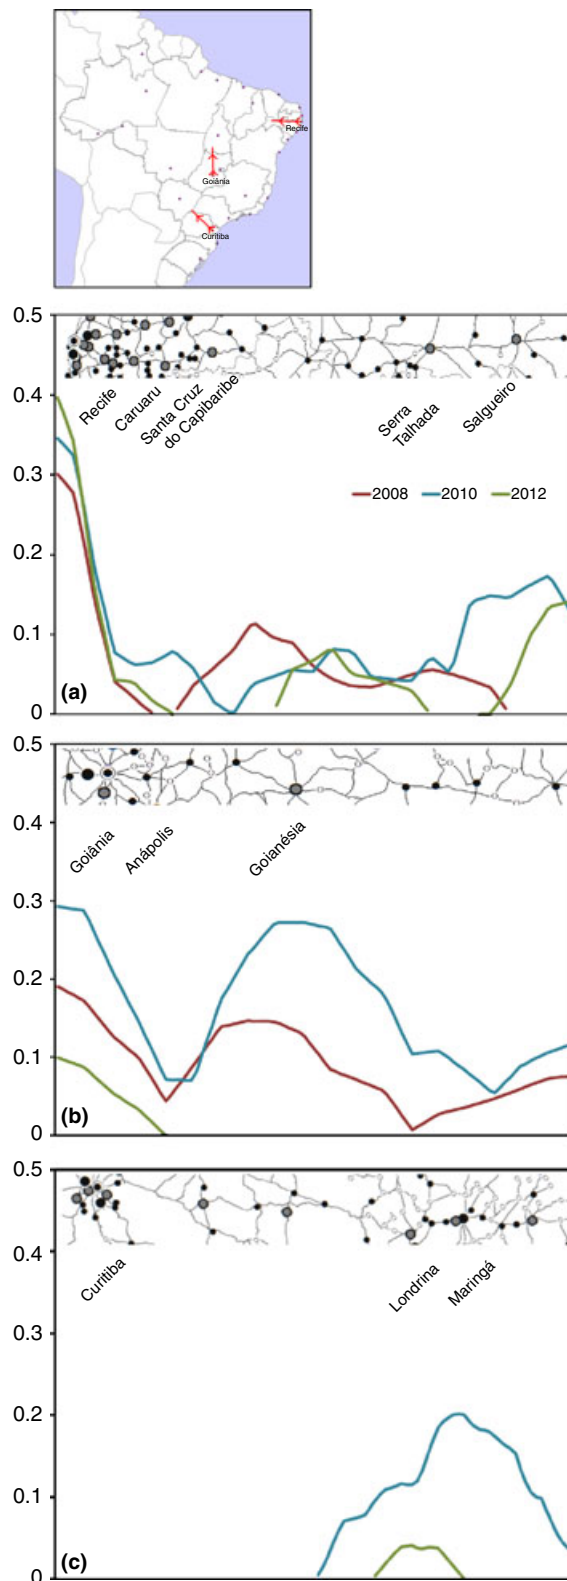 Recife
Goiânia
Curitiba
0.5
0.4
0.3
0.2
0.1
0
Recife
Caruaru
Santa Cruz
do Capibaribe
Serra
Talhada
Salgueiro
2008 2010 2012
(a)
0.5
0.4
0.3
0.2
0.1
0
Goiânia
Anápolis
Goianésia
(b)
0.5
0.4
0.3
0.2
0.1
0
Curitiba
Londrina
Maringá
(c)